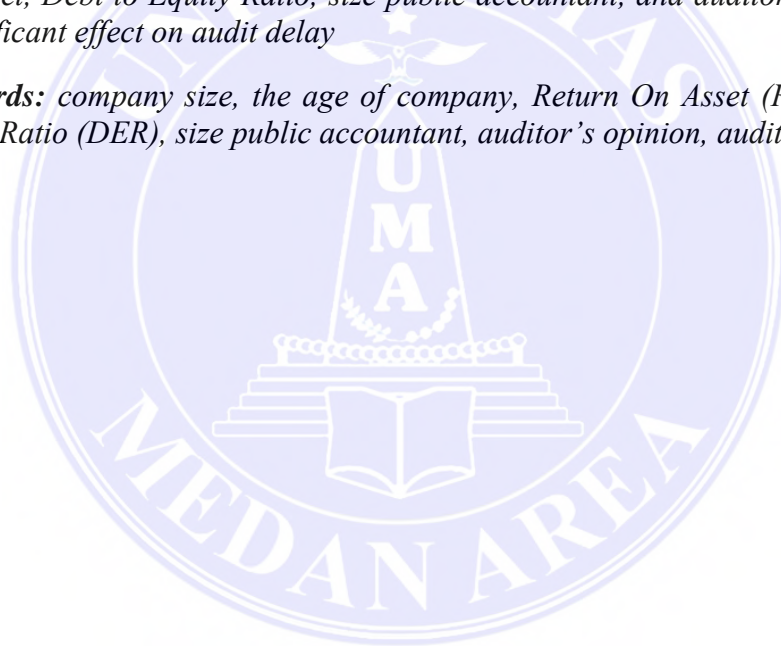 et, Debt to Equity Ratio, size public accountant, and auditor
ficant effect on audit delay
rds: company size, the age of company, Return On Asset (
Ratio (DER), size public accountant, auditor’s opinion, audit
U
M
A
MEDAN AREA